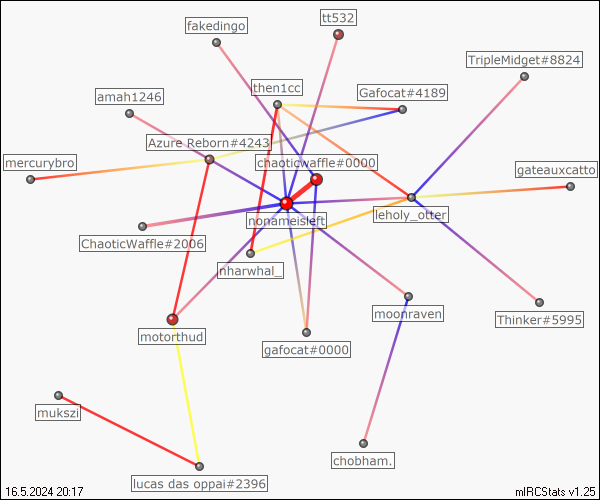 tt532
fakedingo
TripleMidget#8824
then1cc
Gafocat#4189
amah1246
Azure Reborn#4243
chaoticwaffle#0000
mercurybro
gateauxcatto
nonameisleft
leholy_otter
ChaoticWaffle#2006
nharwhal_
moonraven
Thinker#5995
motorthud
gafocat#0000
mukszi
chobham.
lucas das oppai#2396
16.5.2024 20:17
mIRCStats v1.25